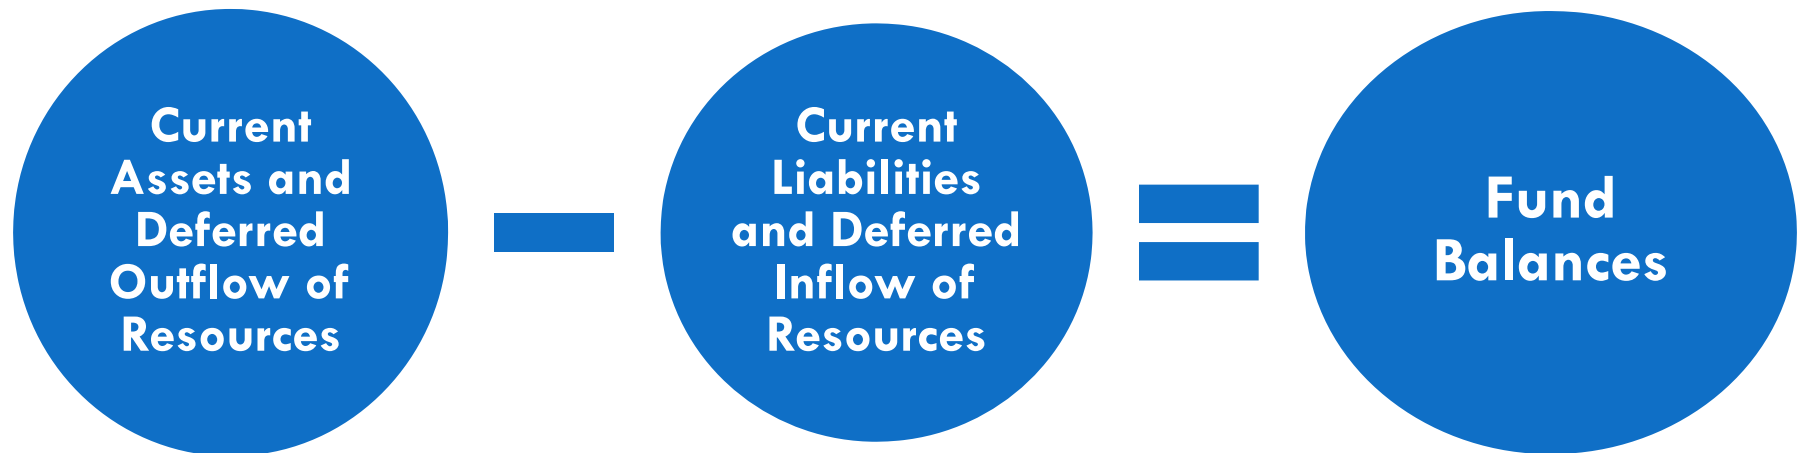 Current
Assets and
Deferred
Outflow of
Resources
Current
Liabilities
and Deferred
Inflow of
Resources
Fund
Balances